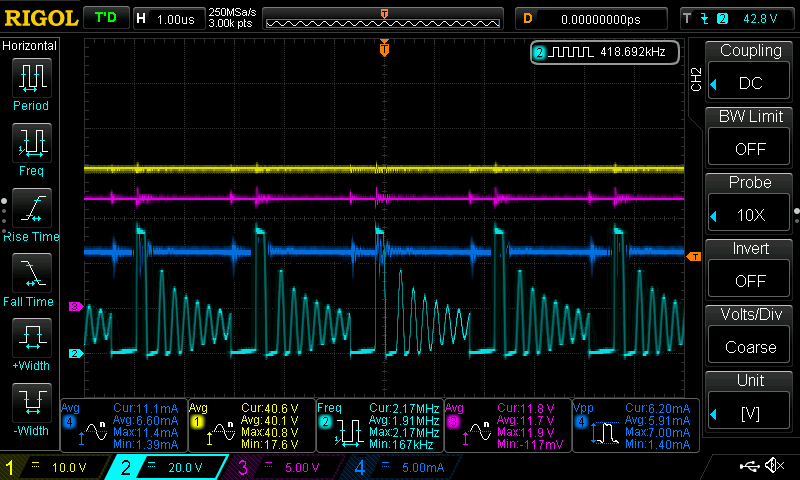 RIGOL T'D H 1.00us 250MSa/s 3.00k pts T D 0.00000000ps T 2 42.8 V
Horizontal
Period
Freq
Rise Time
Fall Time
+Width
-Width
T
2 418.692kHz
T
3
2
CH2
Coupling
DC
BW Limit
OFF
Probe
10X
Invert
OFF
Volts/Div
Coarse
Unit
[V]
Avg 4 n
Cur:11.1mA
Avg:6.60mA
Max:11.4mA
Min:1.39mA
Avg 1 n
Cur:40.6 V
Avg:40.1 V
Max:40.8 V
Min:17.6 V
Freq 2
Cur:2.17MHz
Avg:1.91MHz
Max:2.17MHz
Min:167kHz
Avg 3 n
Cur:11.8 V
Avg:11.7 V
Max:11.9 V
Min:-117mV
Vpp 4
Cur:6.20mA
Avg:5.91mA
Max:7.00mA
Min:1.40mA
1 10.0 V 2 20.0 V 3 5.00 V 4 5.00mA